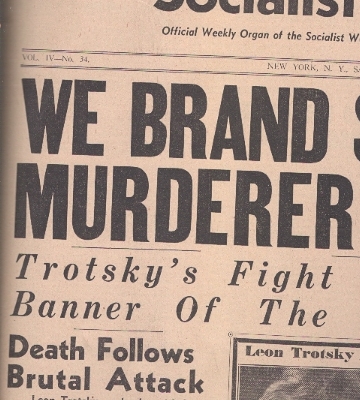 Socialist
Official Weekly Organ of the Socialist W
VOL. IV—No. 34.
NEW YORK, N. Y., S
WE BRAND S
MURDERER
Trotsky's Fight
Banner Of The
Death Follows
Brutal Attack
Leon Trotsky